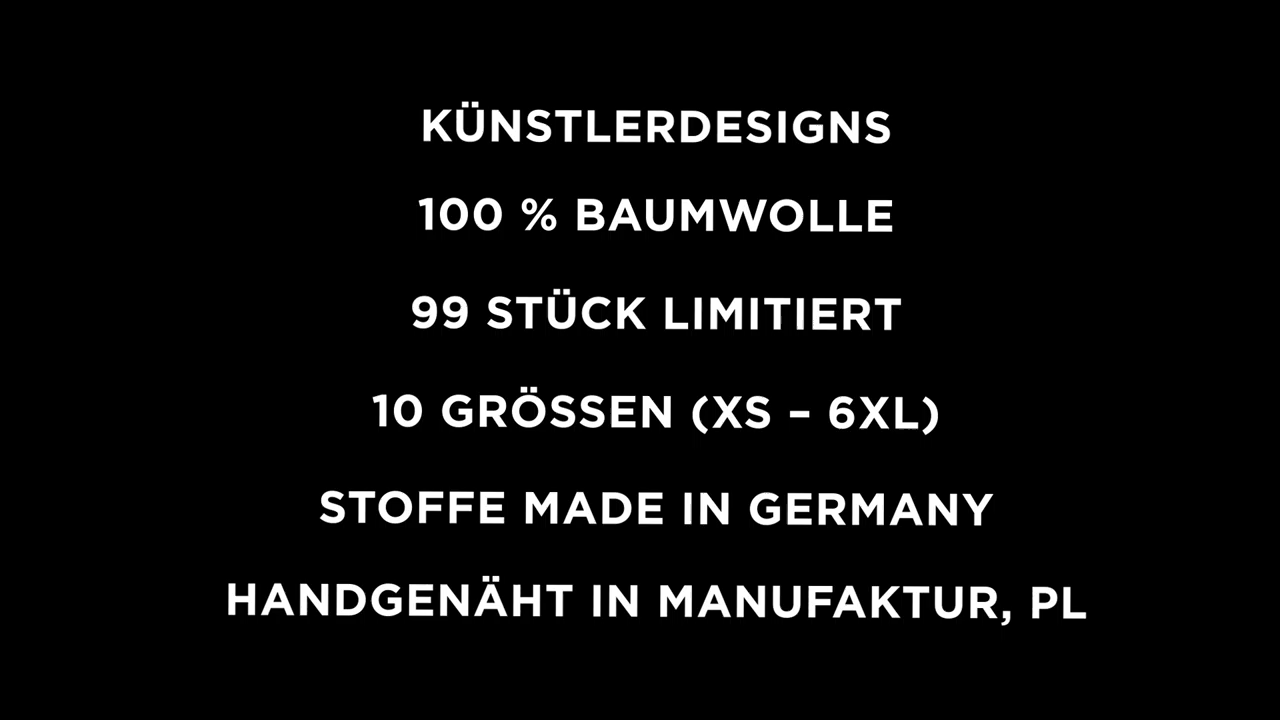 KÜNSTLERDESIGNS
100 % BAUMWOLLE
99 STÜCK LIMITIERT
10 GRÖSSEN (XS – 6XL)
STOFFE MADE IN GERMANY
HANDGENÄHT IN MANUFAKTUR, PL